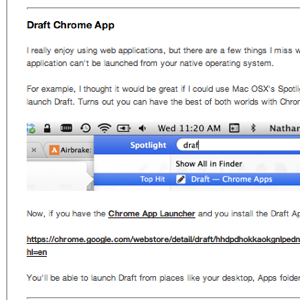 Draft Chrome App
I really enjoy using web applications, but there are a few things I miss w
application can't be launched from your native operating system.
For example, I thought it would be great if I could use Mac OSX's Spotli
launch Draft. Turns out you can have the best of both worlds with Chrom
Wed 11:20 AM Nathan
Airbrake: Spotlight draf
Show All in Finder
Top Hit Draft — Chrome Apps
Now, if you have the Chrome App Launcher and you install the Draft Ap
https://chrome.google.com/webstore/detail/draft/hhdpdhokkaokgnlpedn
hl=en
You'll be able to launch Draft from places like your desktop, Apps folder